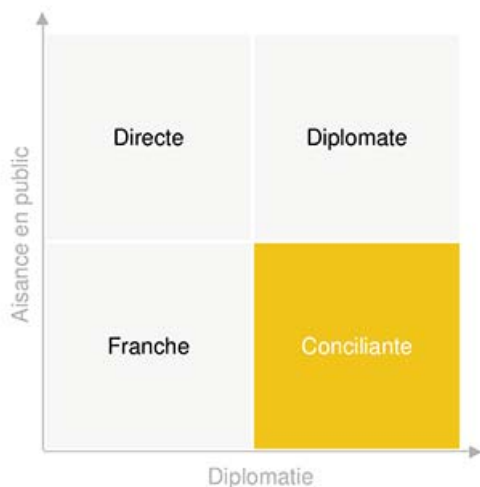 Aisance en public
Directe
Diplomate
Franche
Conciliante
Diplomatie